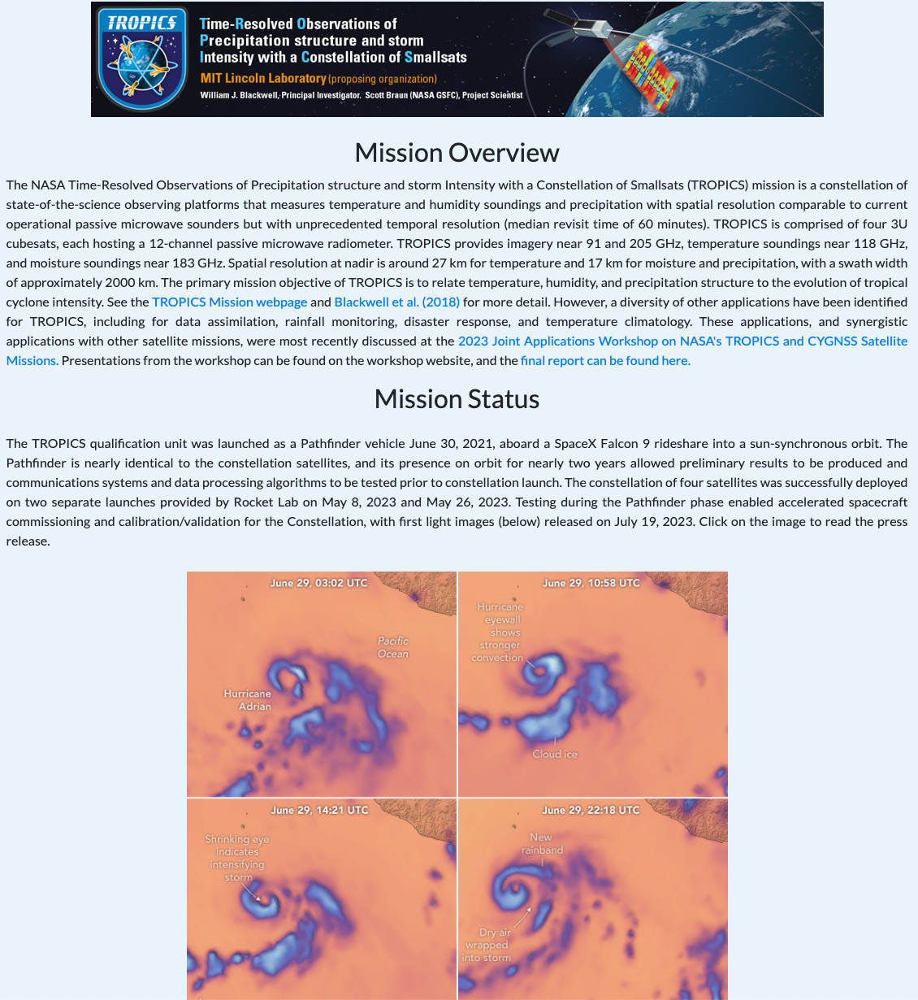 TROPICS
Time-Resolved Observations of
Precipitation structure and storm
Intensity with a Constellation of Smallsats
MIT Lincoln Laboratory (proposing organization)
William J. Blackwell, Principal Investigator. Scott Braun (NASA GSFC), Project Scientist
Mission Overview
The NASA Time-Resolved Observations of Precipitation structure and storm Intensity with a Constellation of Smallsats (TROPICS) mission is a constellation of
state-of-the-science observing platforms that measures temperature and humidity soundings and precipitation with spatial resolution comparable to current
operational passive microwave sounders but with unprecedented temporal resolution (median revisit time of 60 minutes). TROPICS is comprised of four 3U
cubesats, each hosting a 12-channel passive microwave radiometer. TROPICS provides imagery near 91 and 205 GHz, temperature soundings near 118 GHz,
and moisture soundings near 183 GHz. Spatial resolution at nadir is around 27 km for temperature and 17 km for moisture and precipitation, with a swath width
of approximately 2000 km. The primary mission objective of TROPICS is to relate temperature, humidity, and precipitation structure to the evolution of tropical
cyclone intensity. See the TROPICS Mission webpage and Blackwell et al. (2018) for more detail. However, a diversity of other applications have been identified
for TROPICS, including for data assimilation, rainfall monitoring, disaster response, and temperature climatology. These applications, and synergistic
applications with other satellite missions, were most recently discussed at the 2023 Joint Applications Workshop on NASA's TROPICS and CYGNSS Satellite
Missions. Presentations from the workshop can be found on the workshop website, and the final report can be found here.
Mission Status
The TROPICS qualification unit was launched as a Pathfinder vehicle June 30, 2021, aboard a SpaceX Falcon 9 rideshare into a sun-synchronous orbit. The
Pathfinder is nearly identical to the constellation satellites, and its presence on orbit for nearly two years allowed preliminary results to be produced and
communications systems and data processing algorithms to be tested prior to constellation launch. The constellation of four satellites was successfully deployed
on two separate launches provided by Rocket Lab on May 8, 2023 and May 26, 2023. Testing during the Pathfinder phase enabled accelerated spacecraft
commissioning and calibration/validation for the Constellation, with first light images (below) released on July 19, 2023. Click on the image to read the press
release.
June 29, 03:02 UTC
Pacific
Ocean
Hurricane
Adrian
June 29, 10:58 UTC
Hurricane
eyewall
shows
stronger
convection
Cloud ice
June 29, 14:21 UTC
Shrinking eye
indicates
intensifying
storm
June 29, 22:18 UTC
New
rainband
Dry air
wrapped
into storm